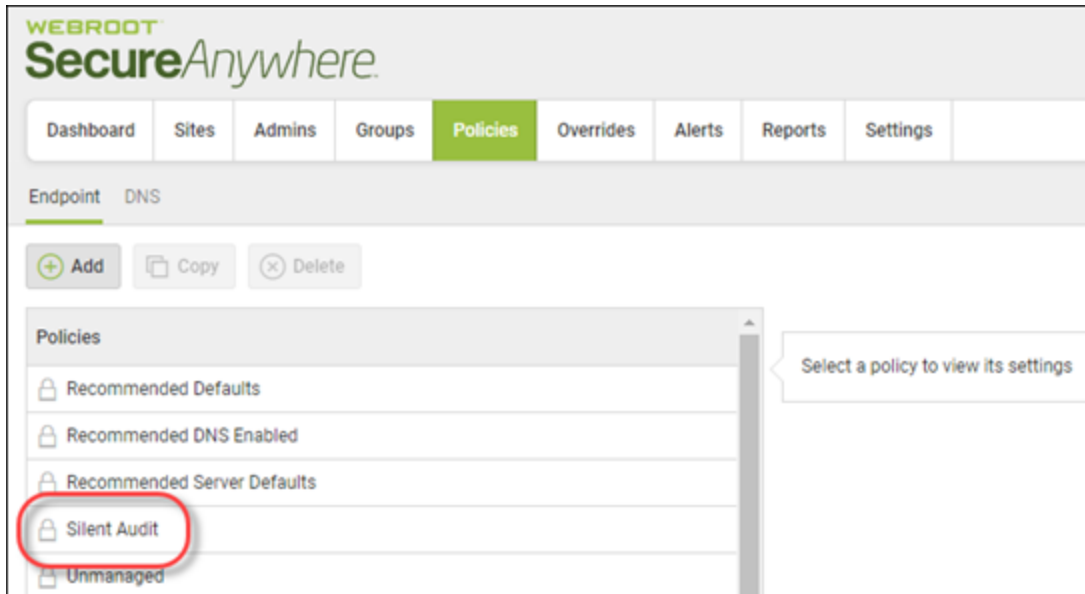 WEBROOT
SecureAnywhere.
Dashboard Sites Admins Groups Policies Overrides Alerts Reports Settings
Endpoint DNS
Add Copy Delete
Policies
Select a policy to view its settings
Recommended Defaults
Recommended DNS Enabled
Recommended Server Defaults
Silent Audit
Unmanaged